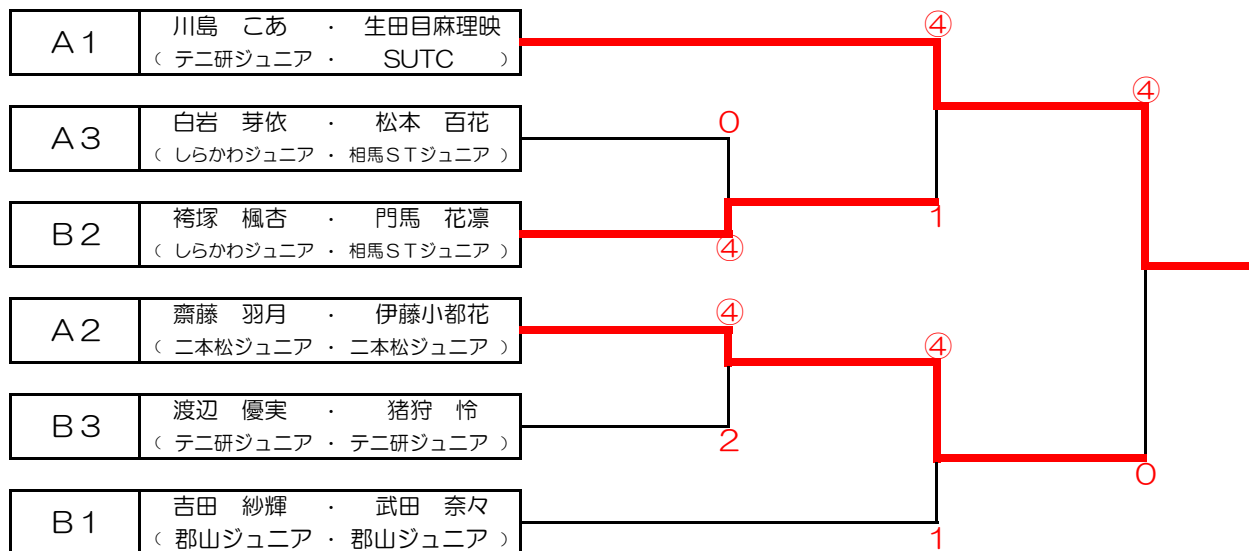 ④
A1 川島 こあ ・ 生田目麻理映
（ テニ研ジュニア ・ SUTC ）
④
A3 白岩 芽依 ・ 松本 百花
0
（ しらかわジュニア ・ 相馬STジュニア ）
B2 袴塚 楓杏 ・ 門馬 花凛
1
（ しらかわジュニア ・ 相馬STジュニア ）
④
A2 齋藤 羽月 ・ 伊藤小都花
④
（ 二本松ジュニア ・ 二本松ジュニア ）
④
B3 渡辺 優実 ・ 猪狩 怜
（ テニ研ジュニア ・ テニ研ジュニア ）
2
0
B1 吉田 紗輝 ・ 武田 奈々
（ 郡山ジュニア ・ 郡山ジュニア ）
1